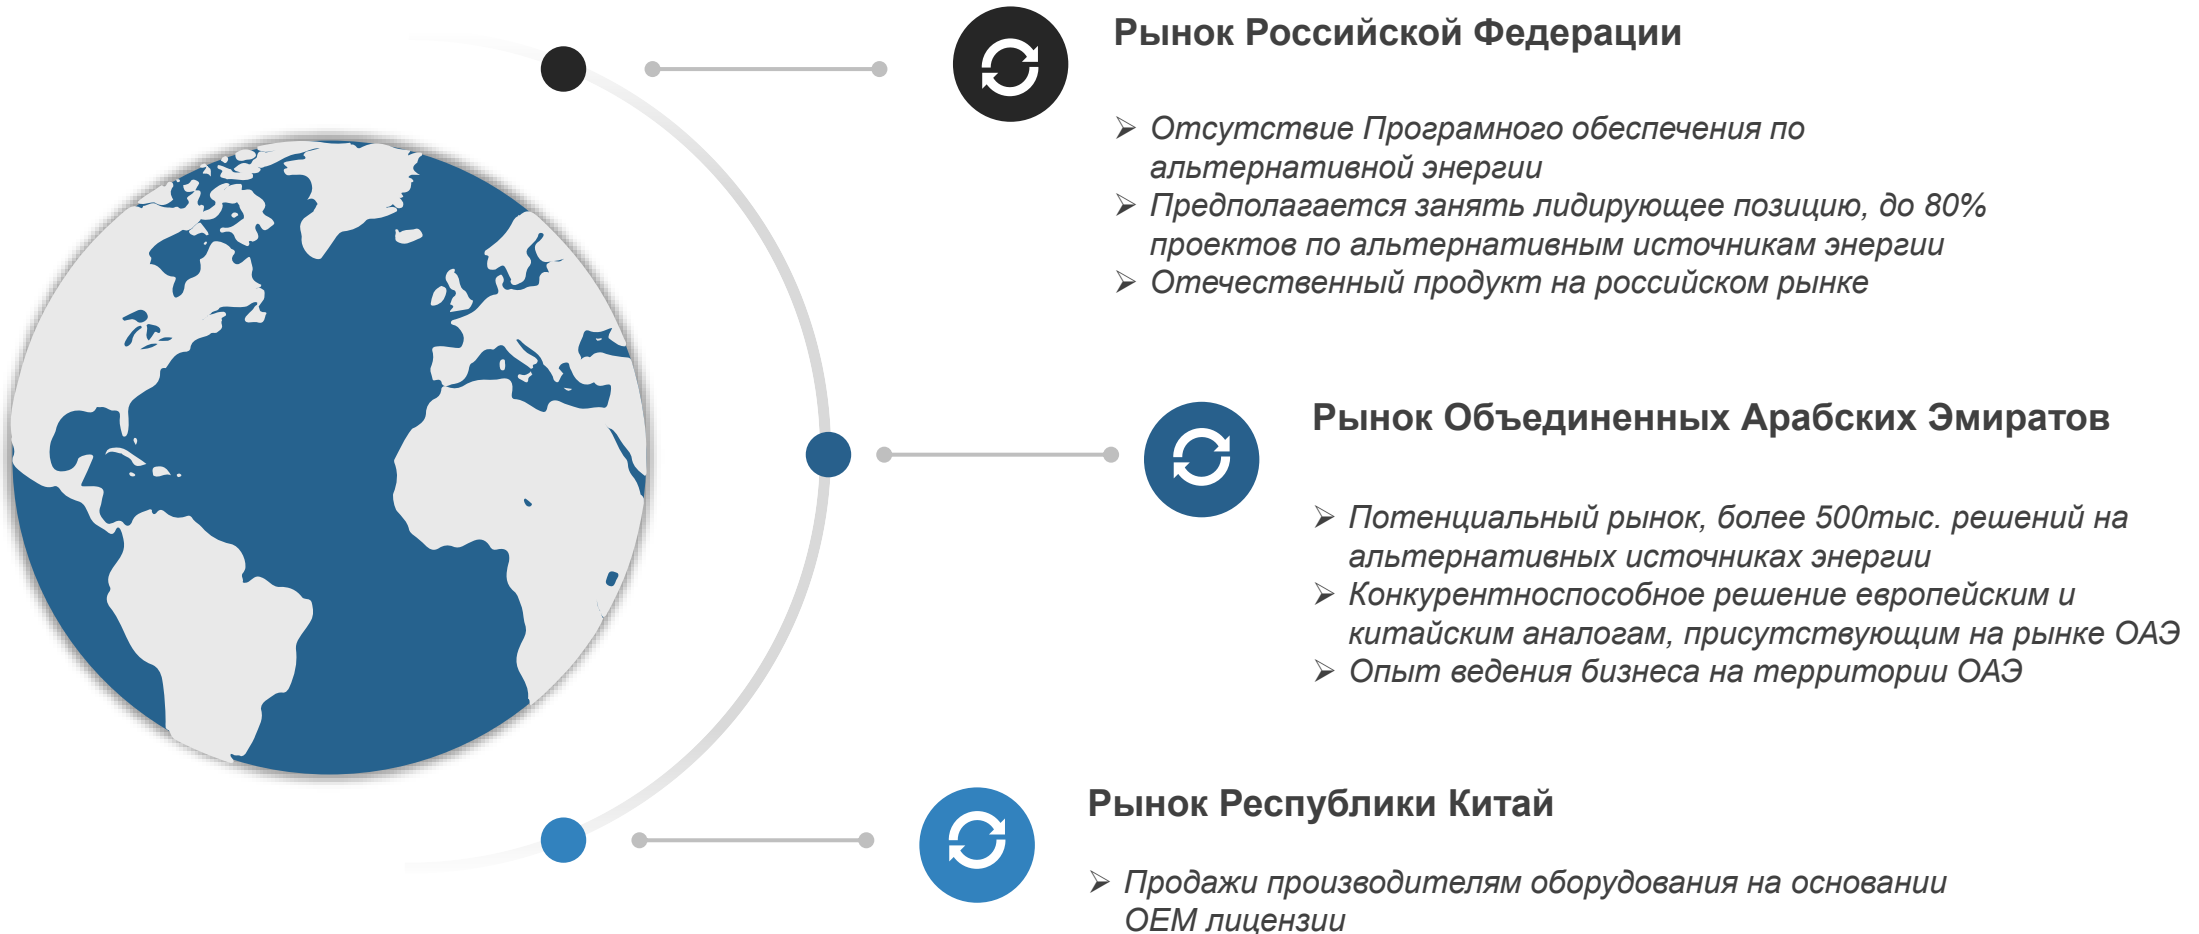 Рынок Российской Федерации
➢ Отсутствие Програмного обеспечения по
альтернативной энергии
➢ Предполагается занять лидирующее позицию, до 80%
проектов по альтернативным источникам энергии
➢ Отечественный продукт на российском рынке
Рынок Объединенных Арабских Эмиратов
➢ Потенциальный рынок, более 500тыс. решений на
альтернативных источниках энергии
➢ Конкурентноспособное решение европейским и
китайским аналогам, присутствующим на рынке ОАЭ
➢ Опыт ведения бизнеса на территории ОАЭ
Рынок Республики Китай
➢ Продажи производителям оборудования на основании
ОЕМ лицензии